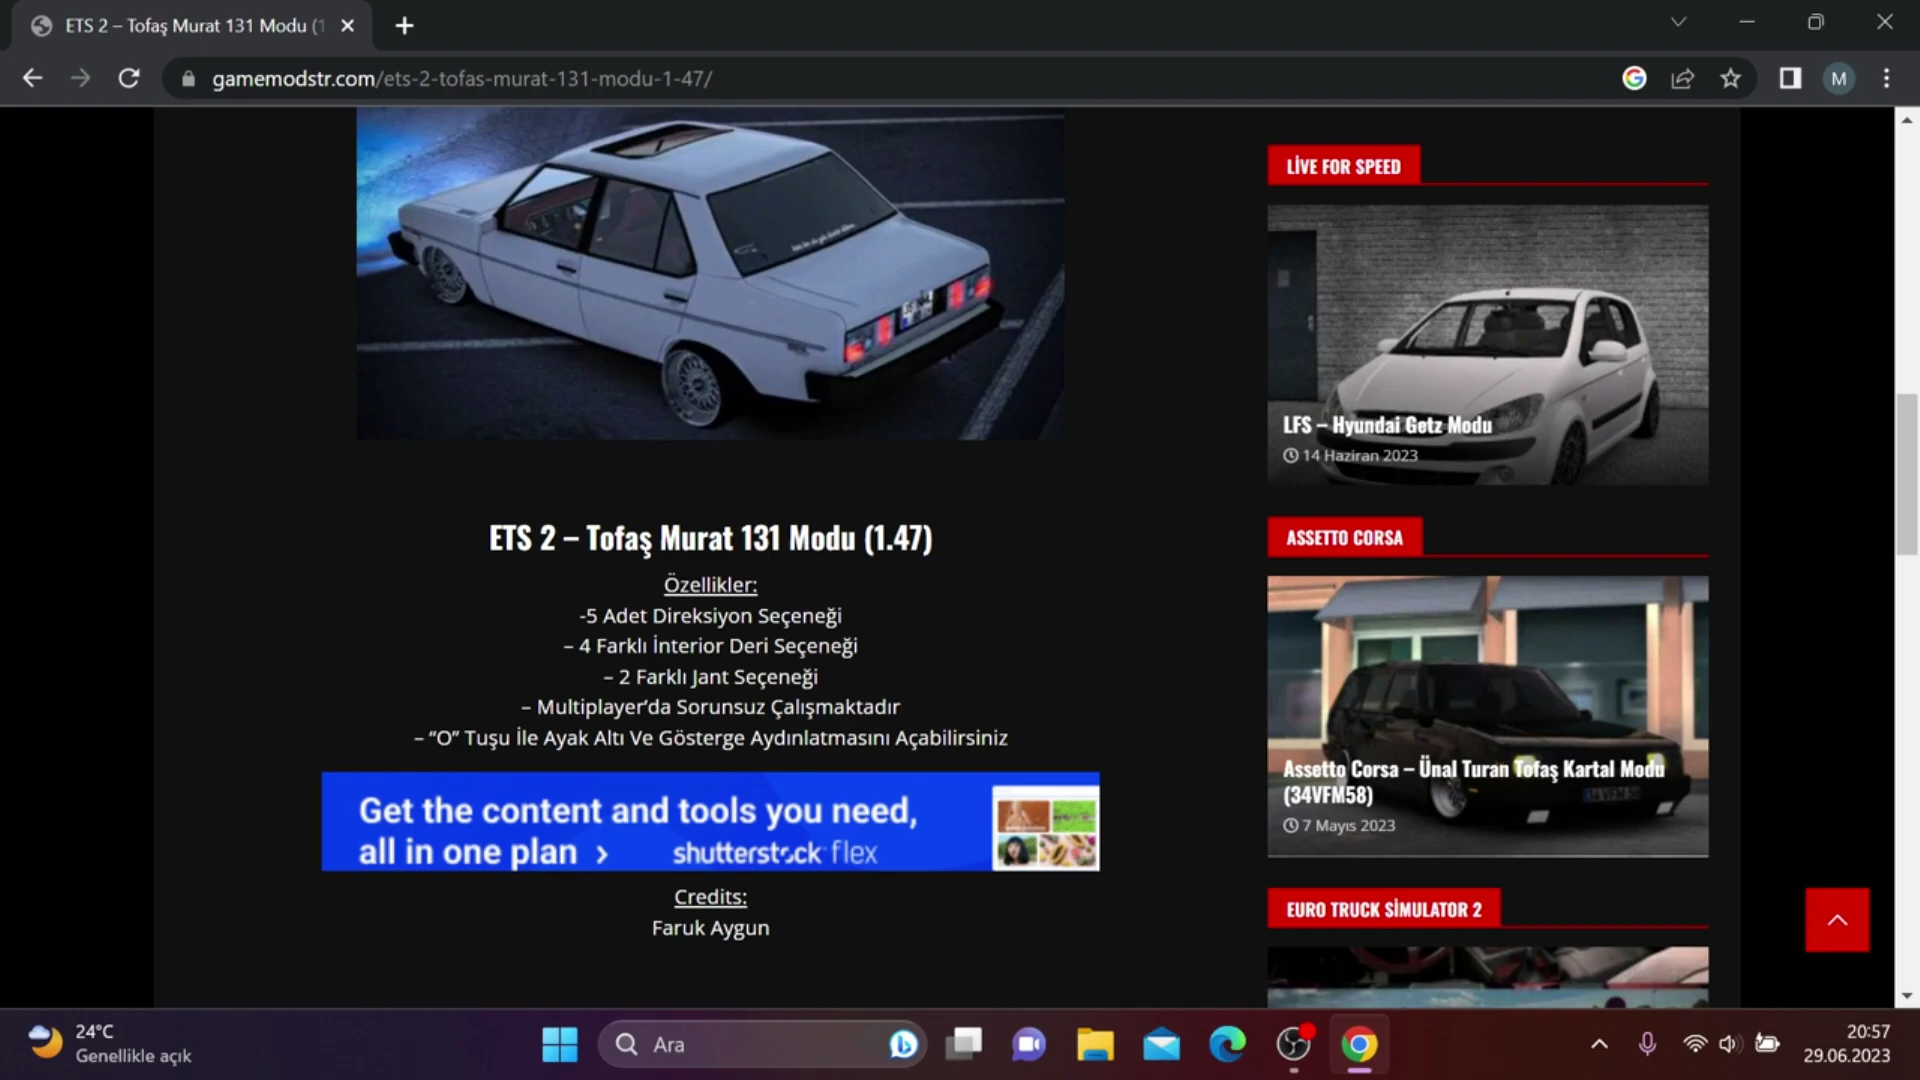 ETS 2 – Tofaş Murat 131 Modu (1
gamemodstr.com/ets-2-tofas-murat-131-modu-1-47/
M
ETS 2 – Tofaş Murat 131 Modu (1.47)
Özellikler:
-5 Adet Direksiyon Seçeneği
– 4 Farklı İnterior Deri Seçeneği
– 2 Farklı Jant Seçeneği
– Multiplayer’da Sorunsuz Çalışmaktadır
– “O” Tuşu İle Ayak Altı Ve Gösterge Aydınlatmasını Açabilirsiniz
Get the content and tools you need,
all in one plan ›
shutterstock flex
Credits:
Faruk Aygun
LİVE FOR SPEED
LFS – Hyundai Getz Modu
14 Haziran 2023
ASSETTO CORSA
Assetto Corsa – Ünal Turan Tofaş Kartal Modu
(34VFM58)
7 Mayıs 2023
EURO TRUCK SİMULATOR 2
24°C
Genellikle açık
Ara
20:57
29.06.2023